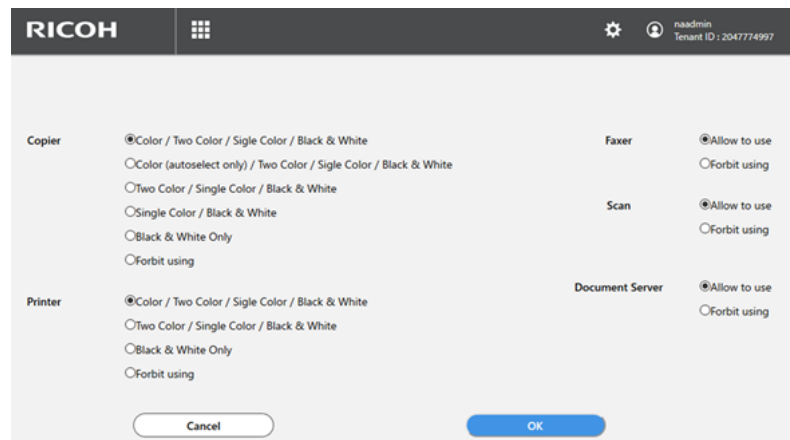 RICOH
naadmin
Tenant ID : 2047774997
Copier
Color / Two Color / Sigle Color / Black & White
Color (autoselect only) / Two Color / Sigle Color / Black & White
Two Color / Single Color / Black & White
Single Color / Black & White
Black & White Only
Forbit using
Printer
Color / Two Color / Sigle Color / Black & White
Two Color / Single Color / Black & White
Black & White Only
Forbit using
Faxer
Allow to use
Forbit using
Scan
Allow to use
Forbit using
Document Server
Allow to use
Forbit using
Cancel
OK